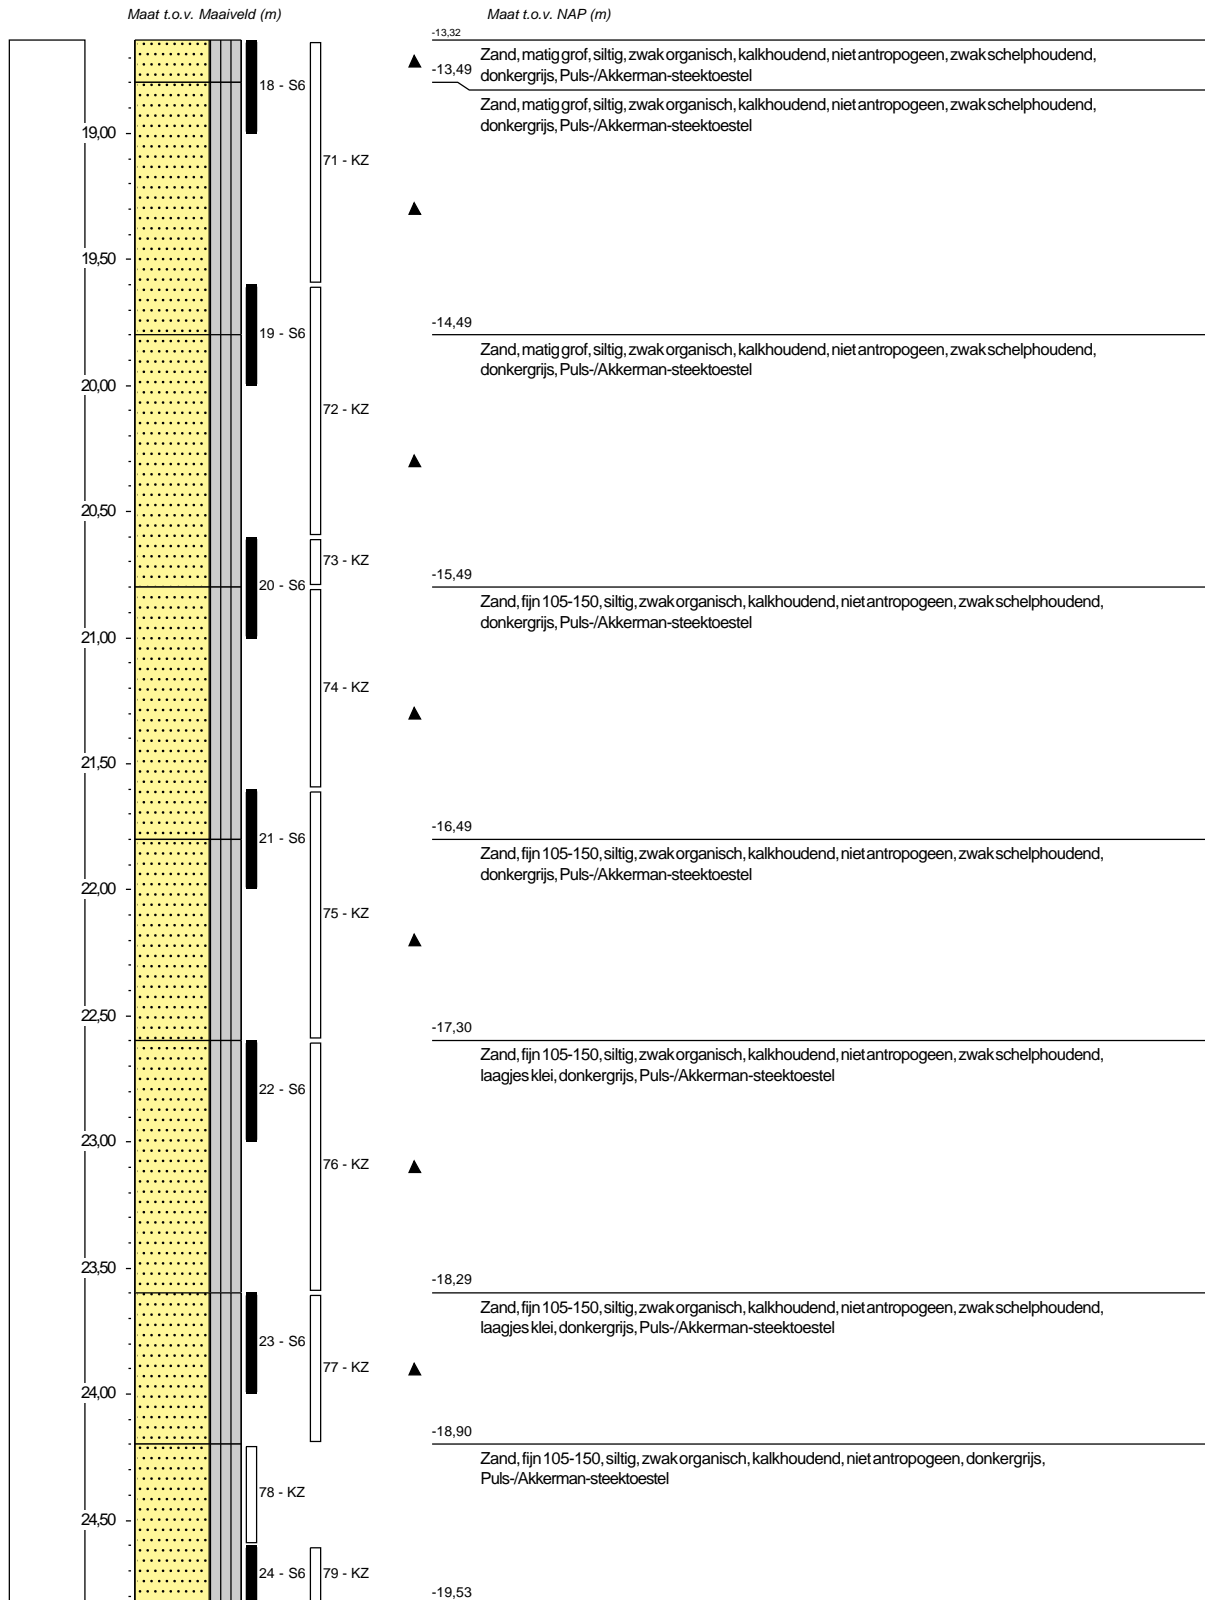 Maat t.o.v. Maaiveld (m)
Maat t.o.v. NAP (m)
-13,32
Zand, matig grof, siltig, zwak organisch, kalkhoudend, niet antropogeen, zwak schelphoudend,
donkergrijs, Puls-/Akkerman-steektoestel
-13,49
18 - S6
Zand, matig grof, siltig, zwak organisch, kalkhoudend, niet antropogeen, zwak schelphoudend,
donkergrijs, Puls-/Akkerman-steektoestel
19,00
71 - KZ
19,50
-14,49
19 - S6
Zand, matig grof, siltig, zwak organisch, kalkhoudend, niet antropogeen, zwak schelphoudend,
donkergrijs, Puls-/Akkerman-steektoestel
20,00
72 - KZ
20,50
73 - KZ
-15,49
20 - S6
Zand, fijn 105-150, siltig, zwak organisch, kalkhoudend, niet antropogeen, zwak schelphoudend,
donkergrijs, Puls-/Akkerman-steektoestel
21,00
74 - KZ
21,50
-16,49
21 - S6
Zand, fijn 105-150, siltig, zwak organisch, kalkhoudend, niet antropogeen, zwak schelphoudend,
donkergrijs, Puls-/Akkerman-steektoestel
22,00
75 - KZ
22,50
-17,30
Zand, fijn 105-150, siltig, zwak organisch, kalkhoudend, niet antropogeen, zwak schelphoudend,
laagjes klei, donkergrijs, Puls-/Akkerman-steektoestel
22 - S6
23,00
76 - KZ
23,50
-18,29
Zand, fijn 105-150, siltig, zwak organisch, kalkhoudend, niet antropogeen, zwak schelphoudend,
laagjes klei, donkergrijs, Puls-/Akkerman-steektoestel
23 - S6
77 - KZ
24,00
-18,90
Zand, fijn 105-150, siltig, zwak organisch, kalkhoudend, niet antropogeen, donkergrijs,
Puls-/Akkerman-steektoestel
78 - KZ
24,50
24 - S6
79 - KZ
-19,53